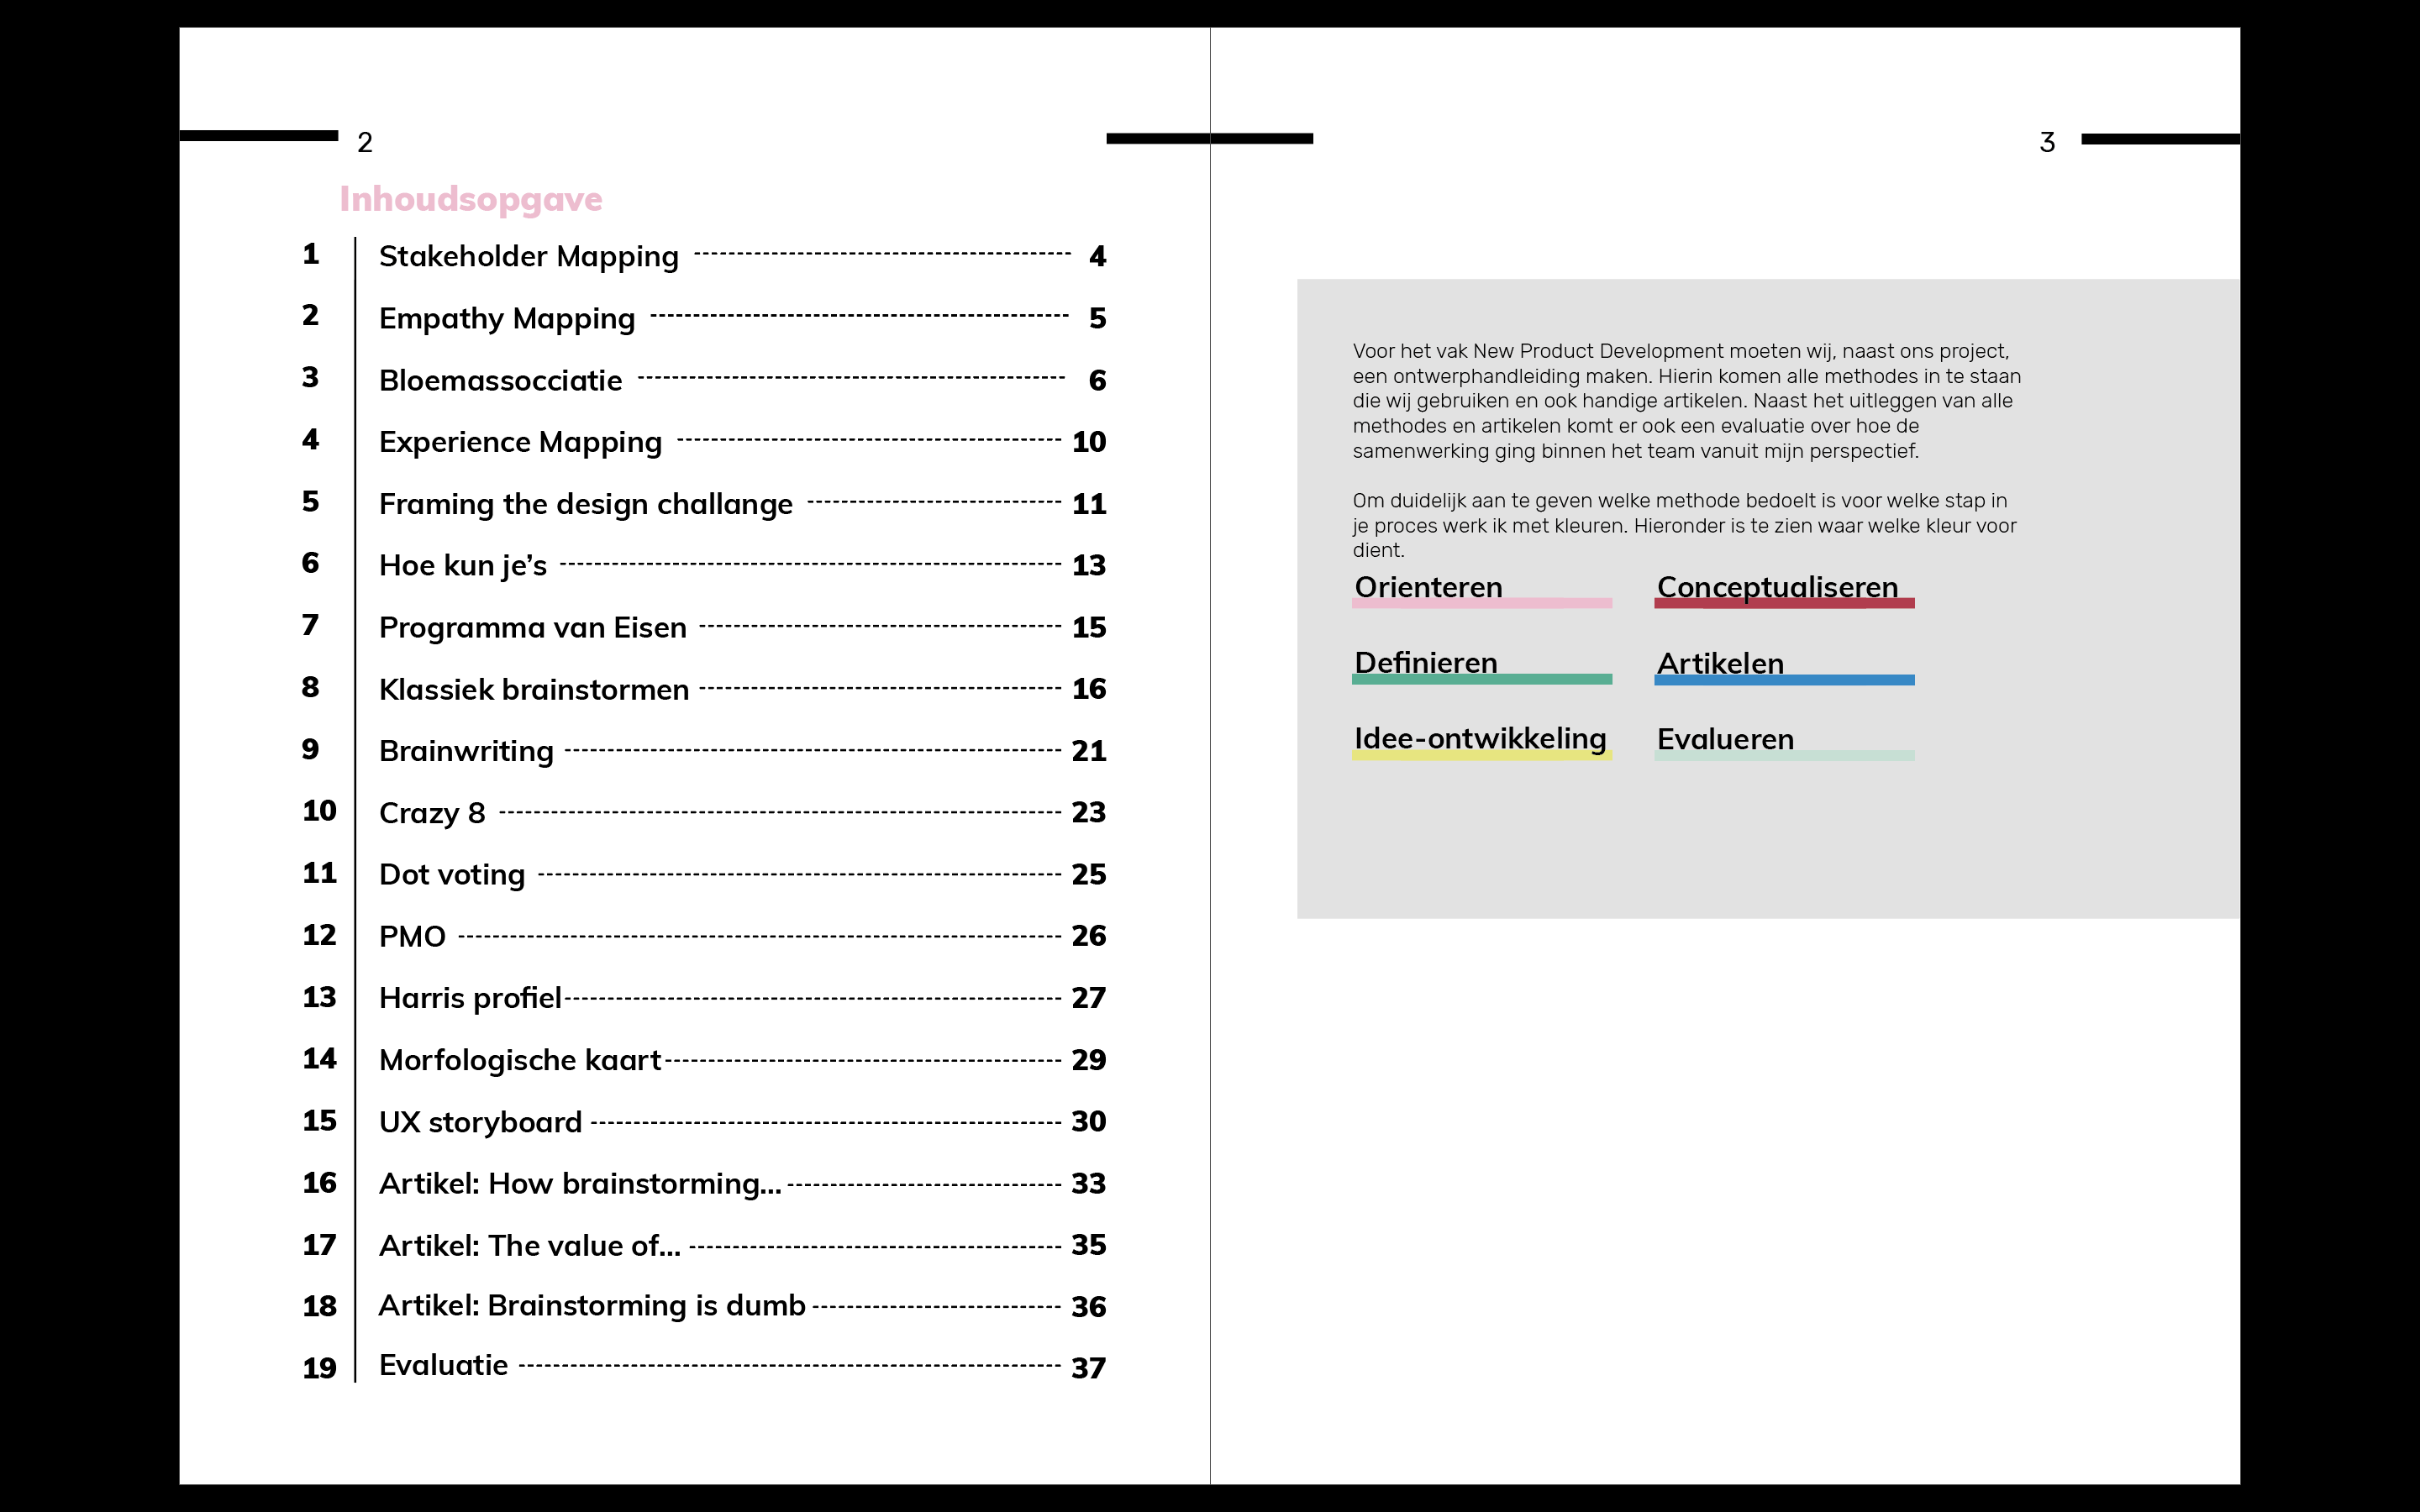 2
Inhoudsopgave
1 Stakeholder Mapping 4
2 Empathy Mapping 5
3 Bloemassocciatie 6
4 Experience Mapping 10
5 Framing the design challange 11
6 Hoe kun je’s 13
7 Programma van Eisen 15
8 Klassiek brainstormen 16
9 Brainwriting 21
10 Crazy 8 23
11 Dot voting 25
12 PMO 26
13 Harris profiel 27
14 Morfologische kaart 29
15 UX storyboard 30
16 Artikel: How brainstorming... 33
17 Artikel: The value of... 35
18 Artikel: Brainstorming is dumb 36
19 Evaluatie 37
3
Voor het vak New Product Development moeten wij, naast ons project,
een ontwerphandleiding maken. Hierin komen alle methodes in te staan
die wij gebruiken en ook handige artikelen. Naast het uitleggen van alle
methodes en artikelen komt er ook een evaluatie over hoe de
samenwerking ging binnen het team vanuit mijn perspectief.
Om duidelijk aan te geven welke methode bedoelt is voor welke stap in
je proces werk ik met kleuren. Hieronder is te zien waar welke kleur voor
dient.
Orienteren Conceptualiseren
Definieren Artikelen
Idee-ontwikkeling Evalueren